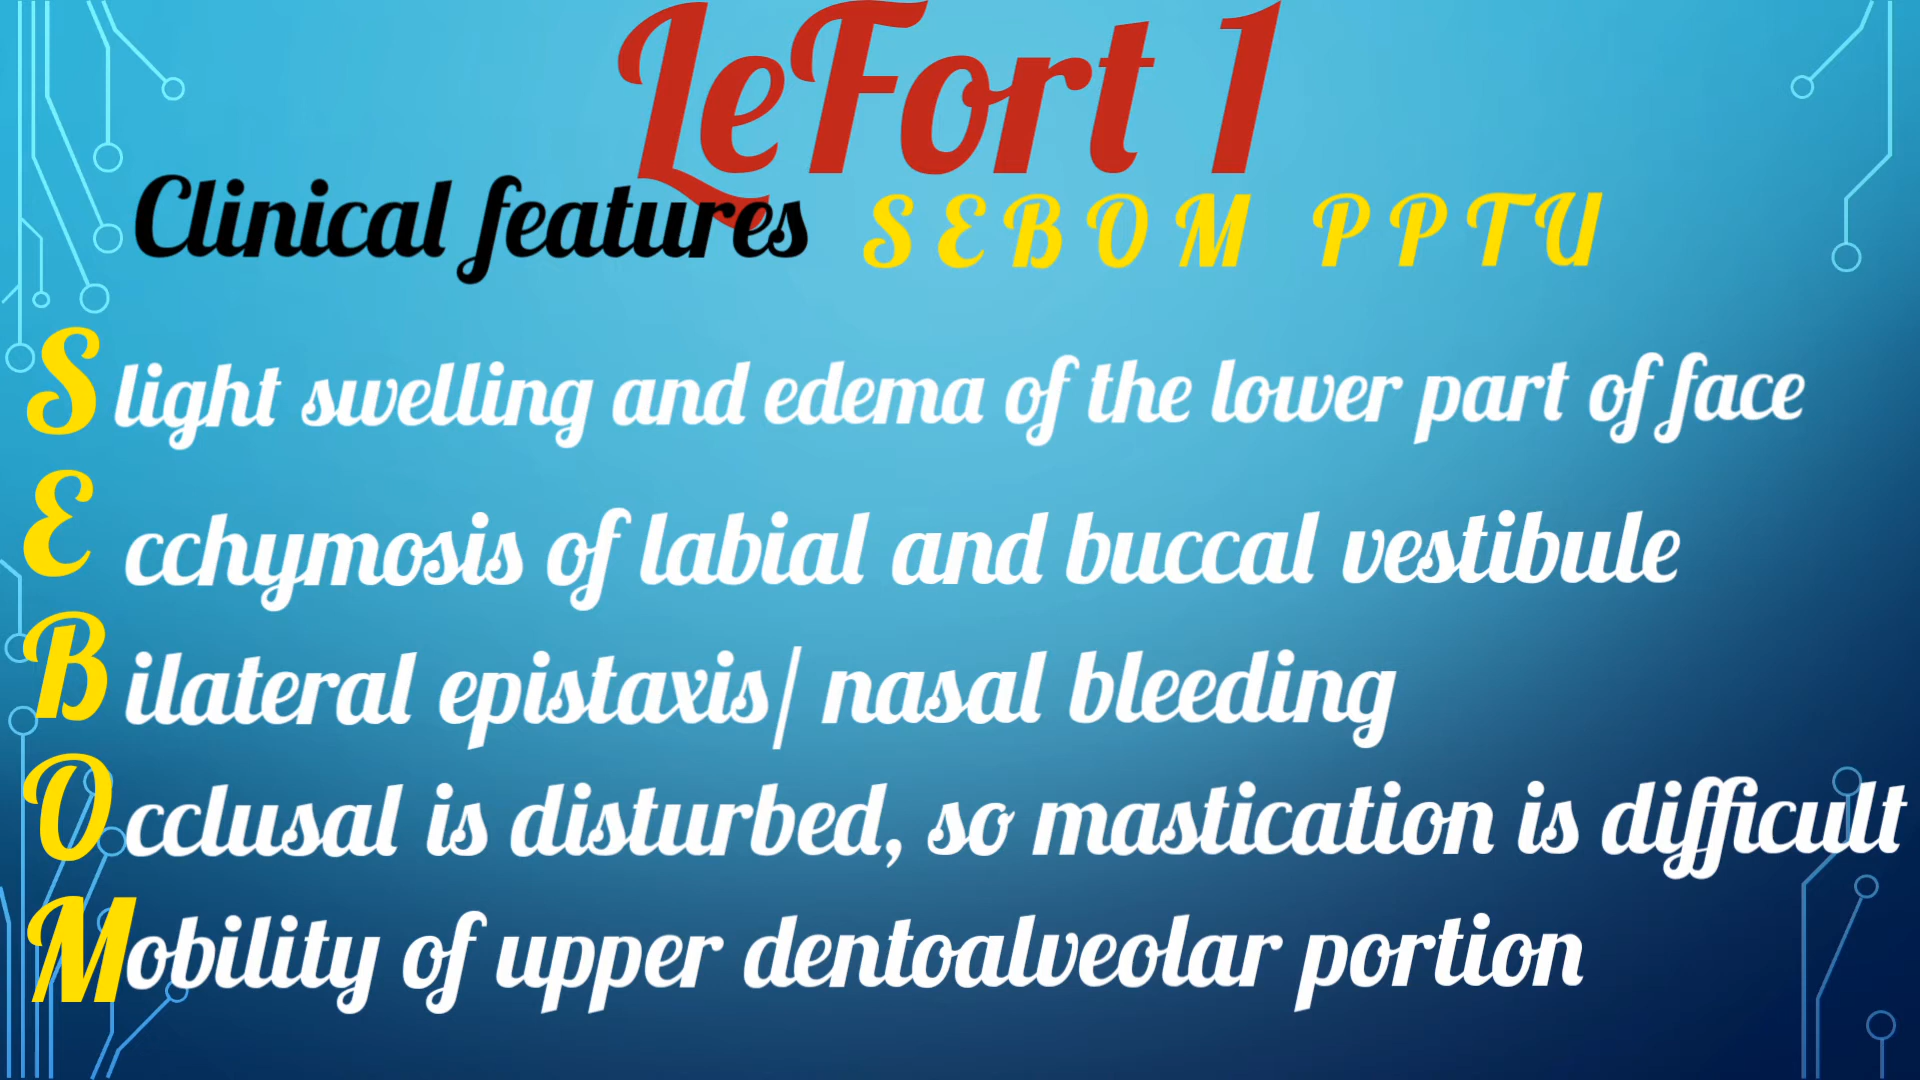 LeFort 1
Clinical features S E B O M P P T U
Slight swelling and edema of the lower part of face
Ecchymosis of labial and buccal vestibule
Bilateral epistaxis/ nasal bleeding
Occlusal is disturbed, so mastication is difficult
Mobility of upper dentoalveolar portion